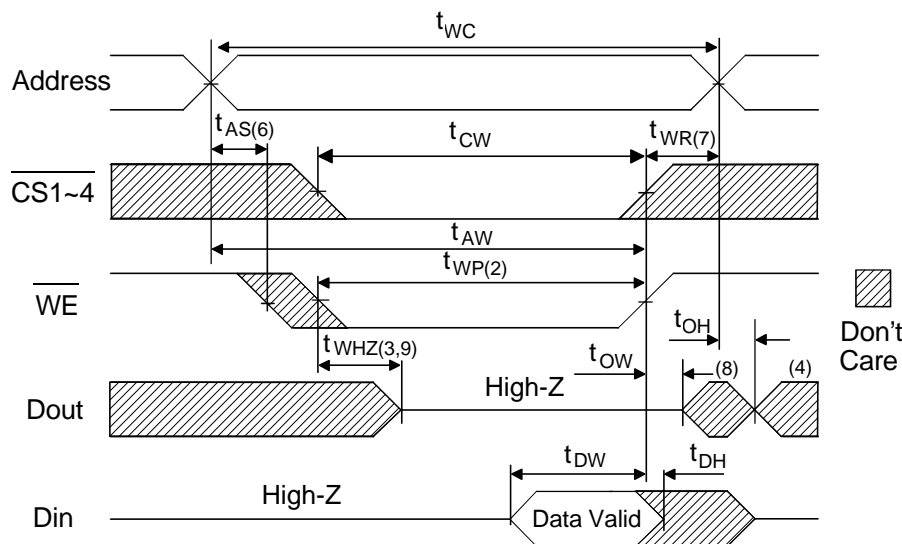 tWC
Address
tAS(6)
tCW
tWR(7)
CS1~4
tAW
tWP(2)
WE
tWHZ(3,9)
tOH
Don't
Care
tOW
(8)
(4)
High-Z
Dout
tDW
tDH
High-Z
Din
Data Valid